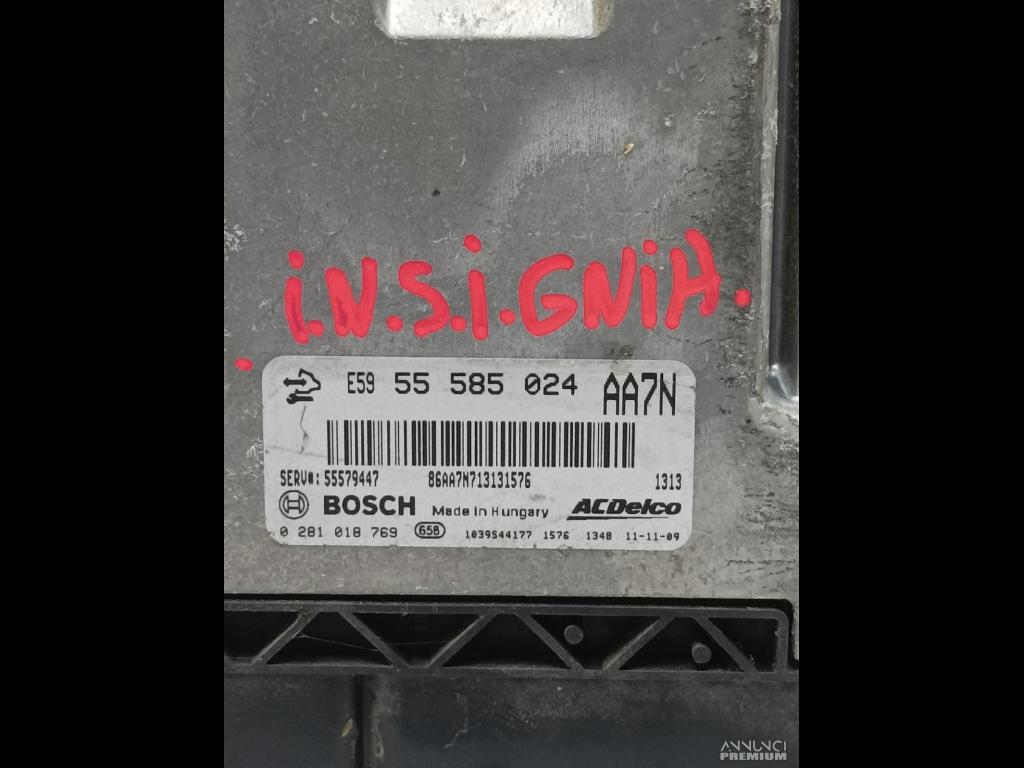 i.N.S.i.GNiA.
E59 55 585 024 AA7N
SERV#: 55579447 86AA7N713131576 1313
BOSCH Made in Hungary ACDelco
0 281 018 769 65B 1039S44177 1576 1348 11-11-09
ANNUNCI
PREMIUM